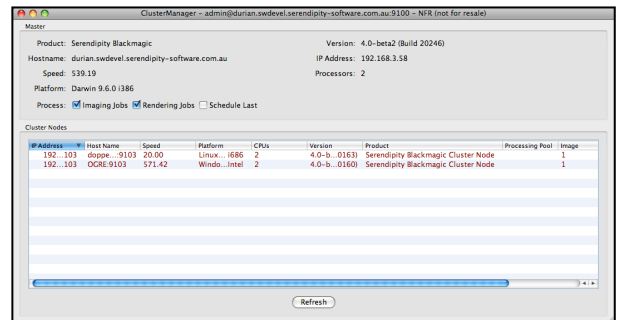 ClusterManager - admin@durian.swdevel.serendipity-software.com.au:9100 - NFR (not for resale)
Master
Product: Serendipity Blackmagic Version: 4.0-beta2 (Build 20246)
Hostname: durian.swdevel.serendipity-software.com.au IP Address: 192.168.3.58
Speed: 539.19 Processors: 2
Platform: Darwin 9.6.0 i386
Process: Imaging Jobs Rendering Jobs Schedule Last
Cluster Nodes
IP Address Host Name Speed Platform CPUs Version Product Processing Pool Image
192...103 doppe...:9103 20.00 Linux... i686 2 4.0-b...0163) Serendipity Blackmagic Cluster Node 1
192...103 OGRE:9103 571.42 Windo...Intel 2 4.0-b...0160) Serendipity Blackmagic Cluster Node 1
Refresh